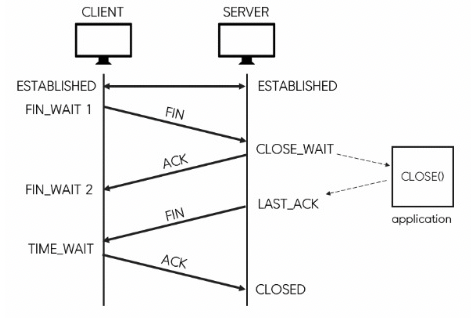 CLIENT SERVER
ESTABLISHED ESTABLISHED
FIN_WAIT 1
FIN
CLOSE_WAIT
ACK
CLOSE()
FIN_WAIT 2
LAST_ACK
application
FIN
TIME_WAIT
ACK
CLOSED